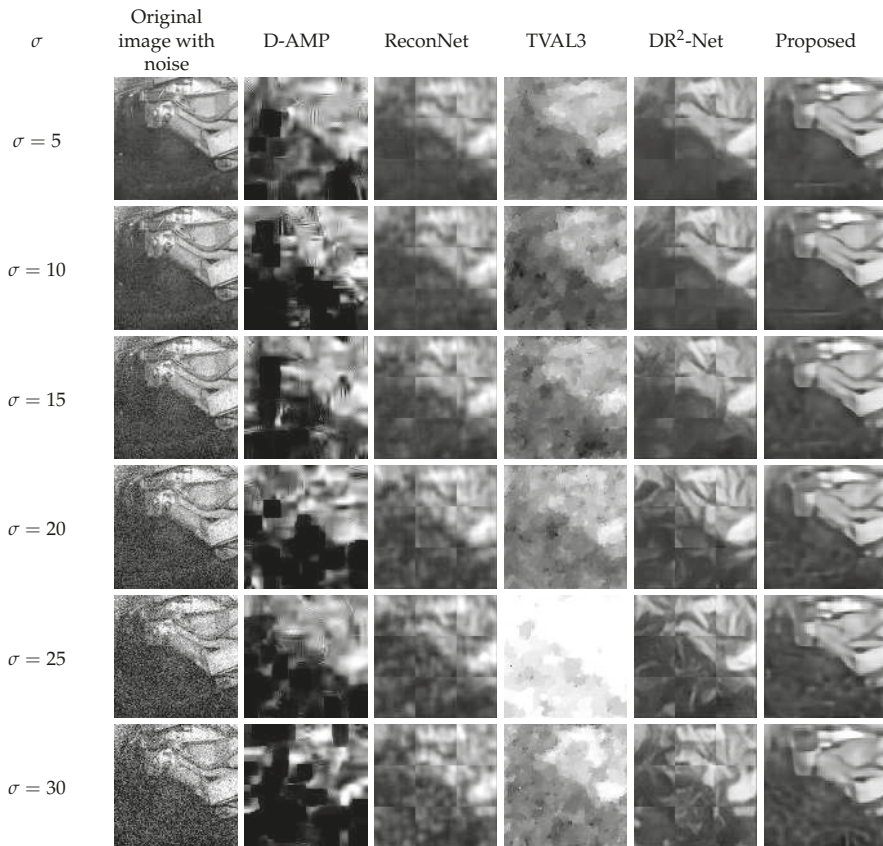 σ
Original
image with
noise
D-AMP
ReconNet
TVAL3
DR²-Net
Proposed
σ = 5
σ = 10
σ = 15
σ = 20
σ = 25
σ = 30